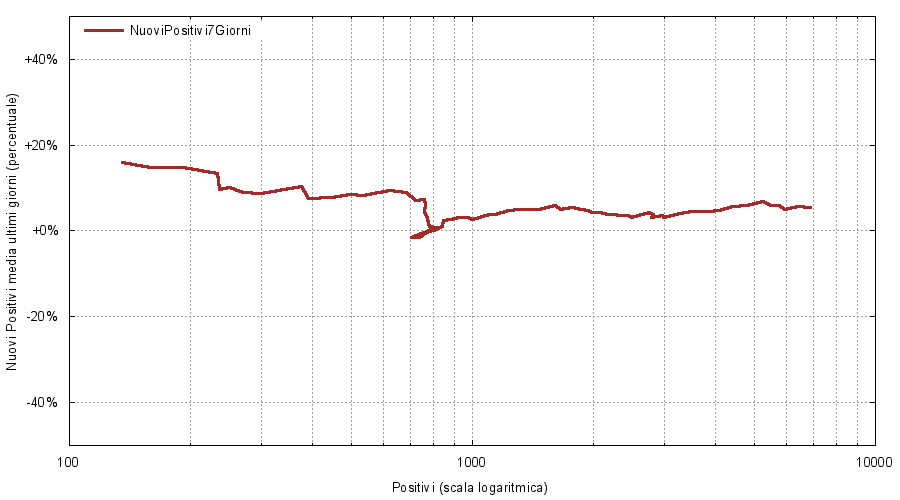 NuoviPositivi7Giorni
+40%
+20%
+0%
-20%
-40%
Nuovi Positivi media ultimi giorni (percentuale)
100
1000
10000
Positivi (scala logaritmica)